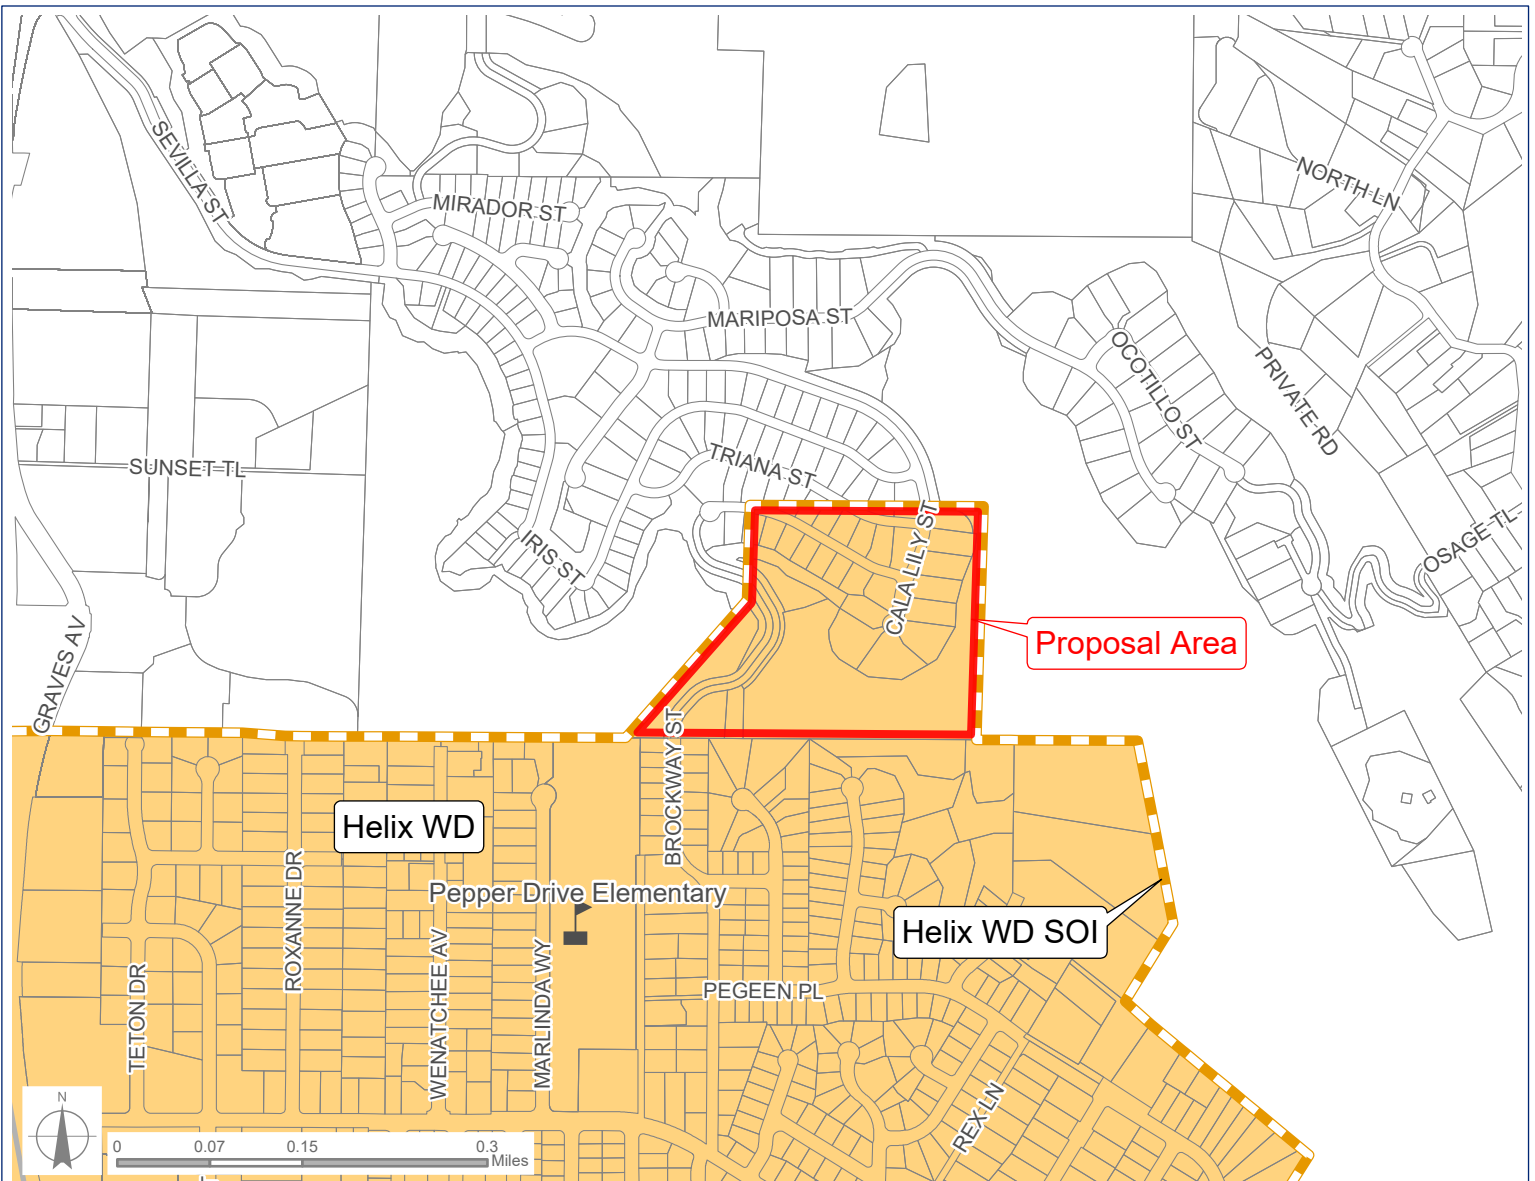 SEVILLA ST
MIRADOR ST
NORTH LN
MARIPOSA ST
OCOTILLO ST
PRIVATE RD
TRIANA ST
SUNSET TL
IRIS ST
CALA LILY ST
OSAGE TL
GRAVES AV
Proposal Area
BROCKWAY ST
Helix WD
ROXANNE DR
Pepper Drive Elementary
Helix WD SOI
TETON DR
WENATCHEE AV
MARLINDA WY
PEGEEN PL
REX LN
N
0 0.07 0.15 0.3
Miles